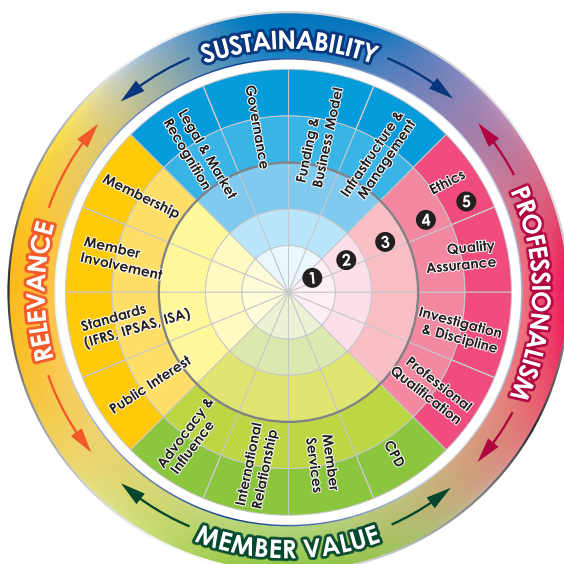 SUSTAINABILITY
Legal & Market
Recognition
Governance
Funding &
Business Model
Infrastructure &
Management
PROFESSIONALISM
Ethics
Quality
Assurance
Investigation
& Discipline
Professional
Qualification
MEMBER VALUE
CPD
Member
Services
International
Relationship
Advocacy &
Influence
RELEVANCE
Public Interest
Standards
(IFRS, IPSAS, ISA)
Member
Involvement
Membership
1
2
3
4
5